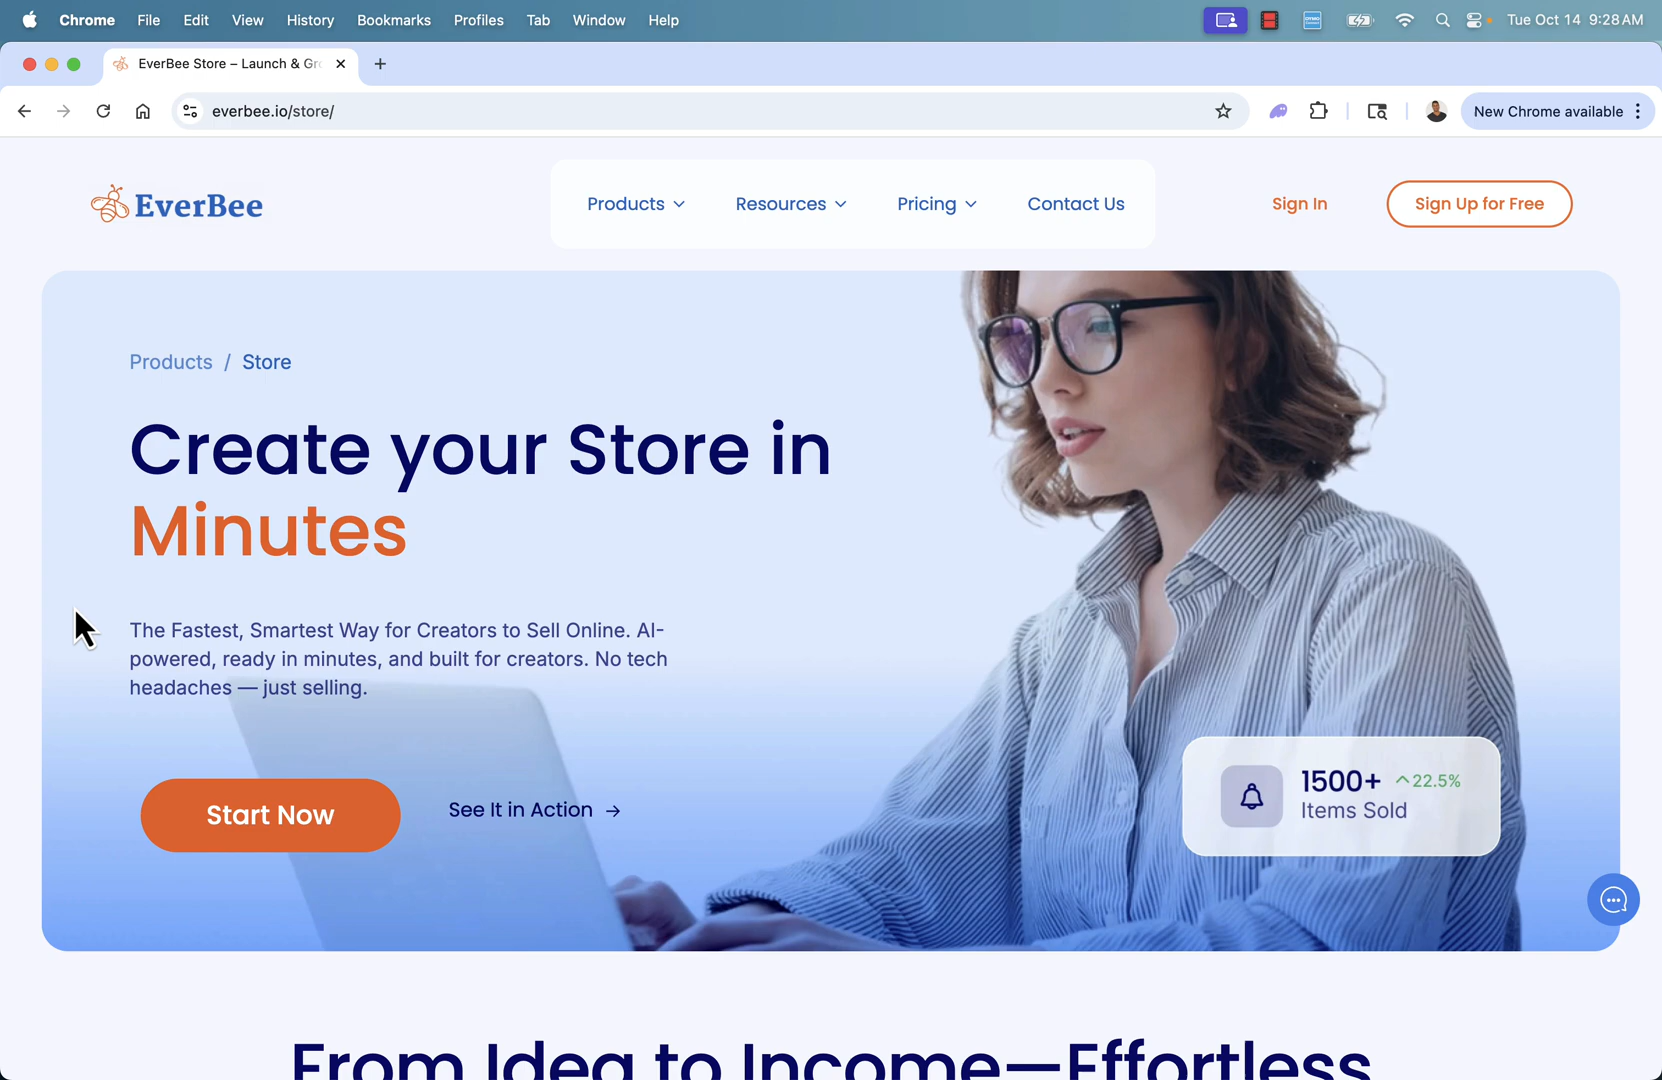 Chrome File Edit View History Bookmarks Profiles Tab Window Help Tue Oct 14 9:28 AM
EverBee Store – Launch & Gr
everbee.io/store/
New Chrome available
EverBee
Products Resources Pricing Contact Us
Sign In
Sign Up for Free
Products / Store
Create your Store in
Minutes
The Fastest, Smartest Way for Creators to Sell Online. AI-
powered, ready in minutes, and built for creators. No tech
headaches — just selling.
Start Now
See It in Action →
1500+ 22.5%
Items Sold
From Idea to Income—Effortless